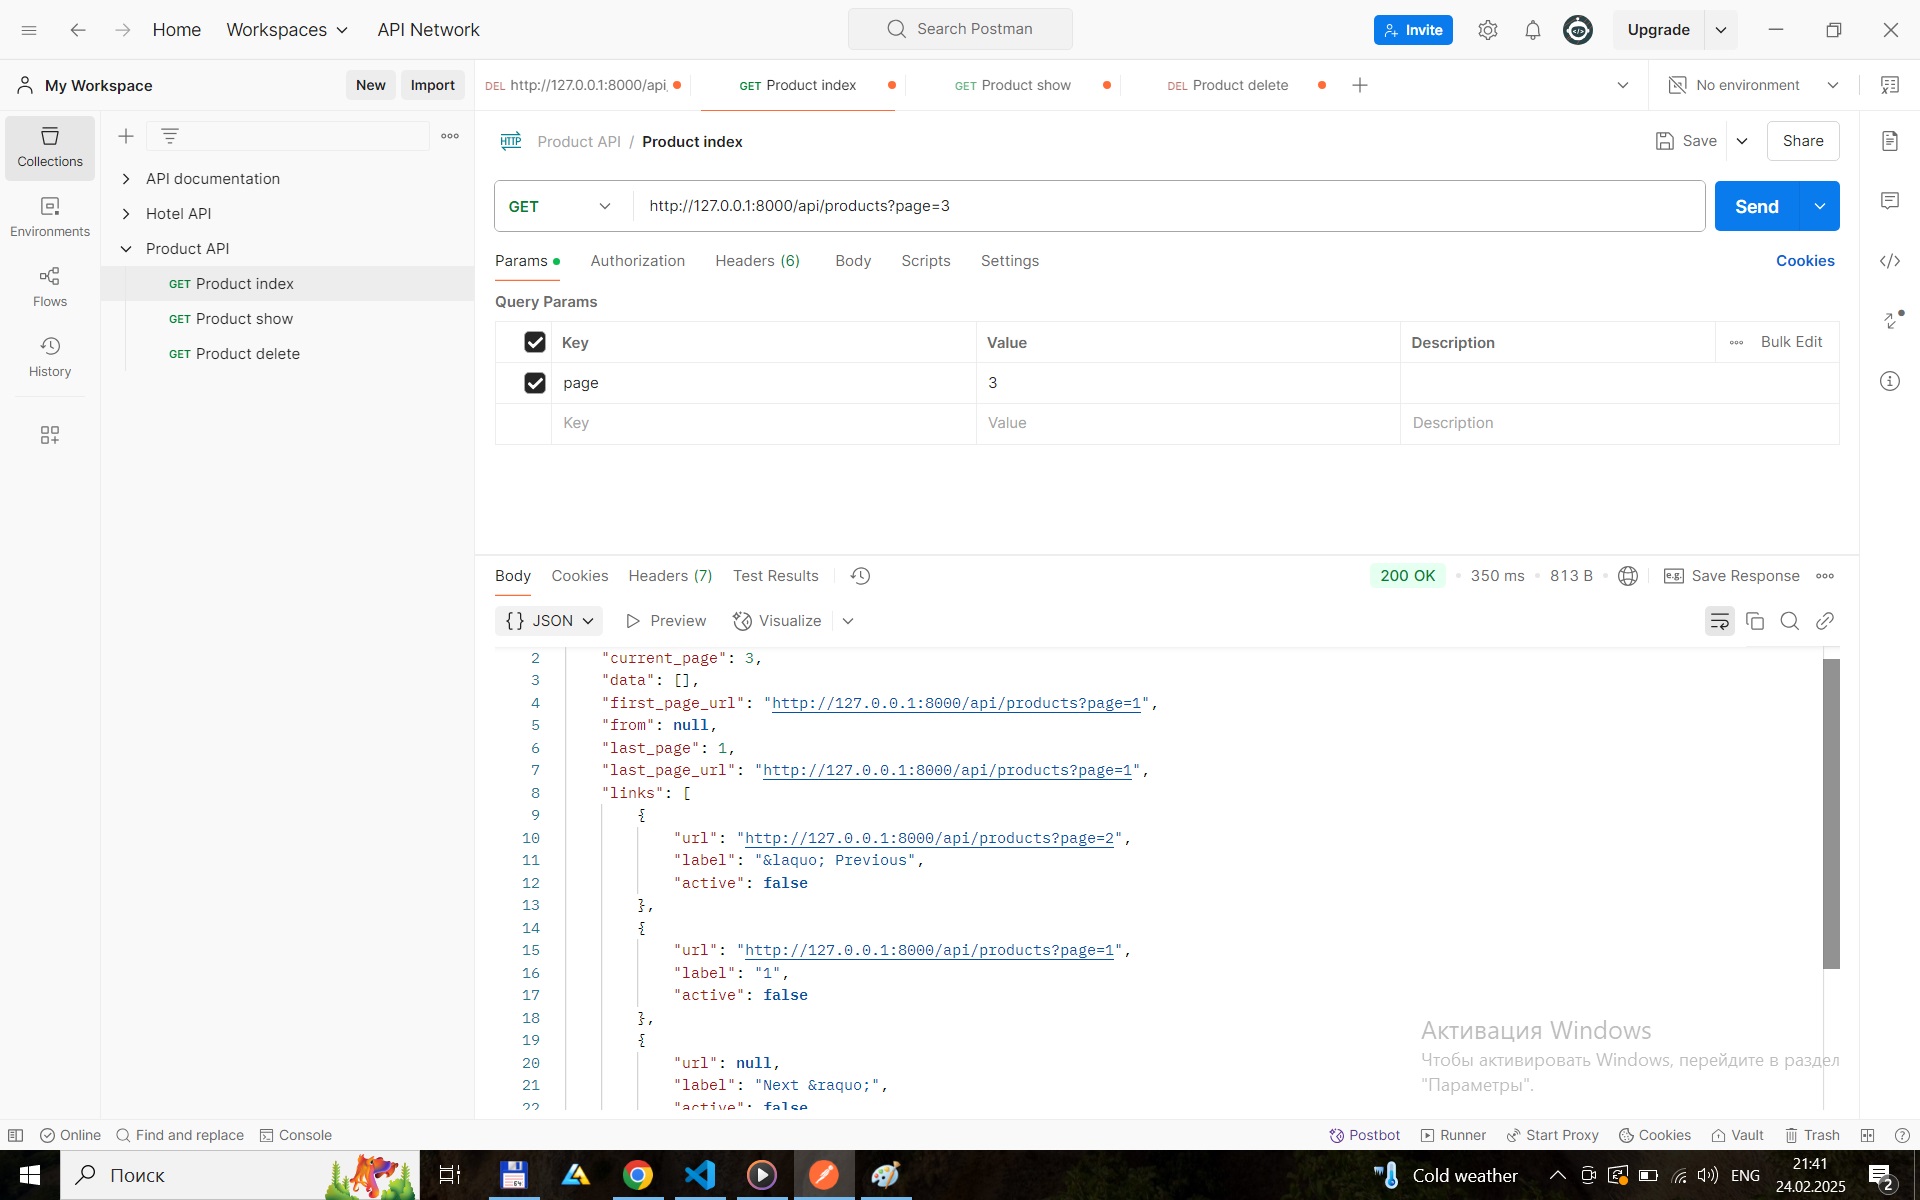 Home
Workspaces
API Network
Search Postman
Invite
Upgrade
My Workspace
New
Import
DEL http://127.0.0.1:8000/api,
GET Product index
GET Product show
DEL Product delete
No environment
Collections
Environments
Flows
History
API documentation
Hotel API
Product API
GET Product index
GET Product show
GET Product delete
HTTP Product API / Product index
Save
Share
GET
http://127.0.0.1:8000/api/products?page=3
Send
Params
Authorization
Headers (6)
Body
Scripts
Settings
Cookies
Query Params
Key Value Description Bulk Edit
page 3
Key Value Description
Body
Cookies
Headers (7)
Test Results
200 OK
350 ms
813 B
e.g. Save Response
{} JSON
Preview
Visualize
2 "current_page": 3,
3 "data": [],
4 "first_page_url": "http://127.0.0.1:8000/api/products?page=1",
5 "from": null,
6 "last_page": 1,
7 "last_page_url": "http://127.0.0.1:8000/api/products?page=1",
8 "links": [
9 {
10 "url": "http://127.0.0.1:8000/api/products?page=2",
11 "label": "&laquo; Previous",
12 "active": false
13 },
14 {
15 "url": "http://127.0.0.1:8000/api/products?page=1",
16 "label": "1",
17 "active": false
18 },
19 {
20 "url": null,
21 "label": "Next &raquo;",
22 "active": false
Активация Windows
Чтобы активировать Windows, перейдите в раздел
"Параметры".
Online
Find and replace
Console
Postbot
Runner
Start Proxy
Cookies
Vault
Trash
Поиск
64
Cold weather
ENG
21:41
24.02.2025
2